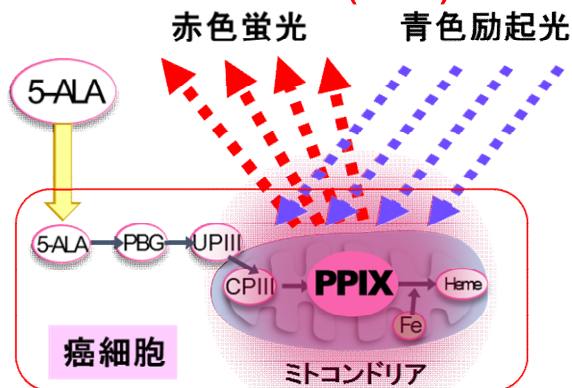 赤色蛍光 青色励起光
5-ALA
5-ALA PBG UPIII
CPIII PPIX Heme
Fe
癌細胞
ミトコンドリア